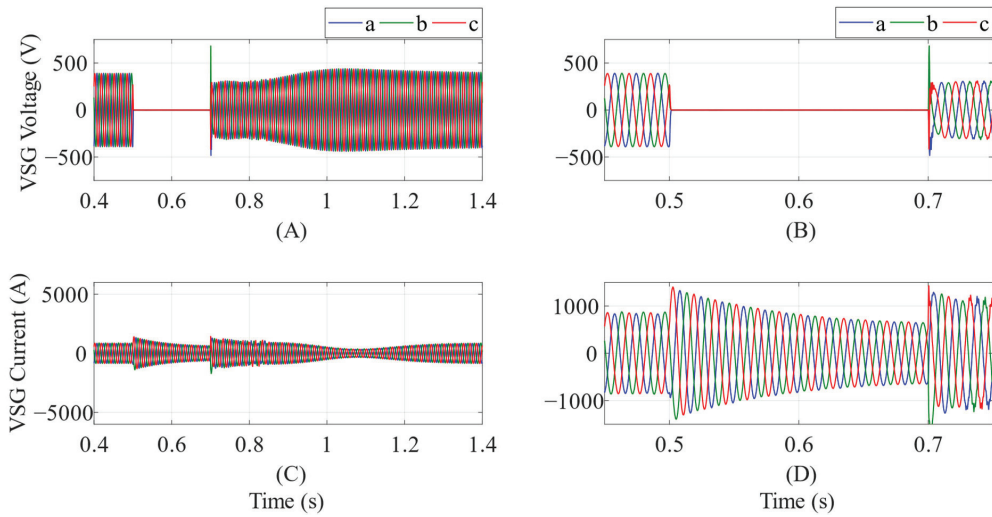 a b c
a b c
VSG Voltage (V)
500
0
−500
0.4 0.6 0.8 1 1.2 1.4
(A)
500
0
−500
0.5 0.6 0.7
(B)
VSG Current (A)
5000
0
−5000
0.4 0.6 0.8 1 1.2 1.4
(C)
Time (s)
1000
0
−1000
0.5 0.6 0.7
(D)
Time (s)